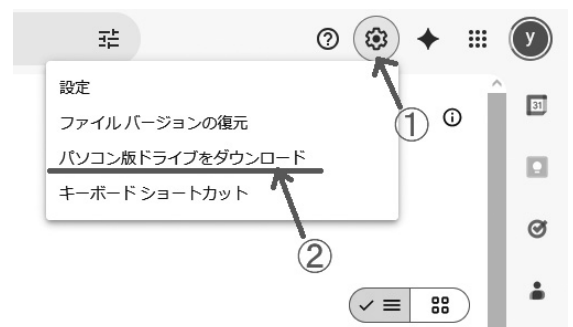 y
設定
ファイル バージョンの復元
①
パソコン版ドライブをダウンロード
キーボード ショートカット
②
31